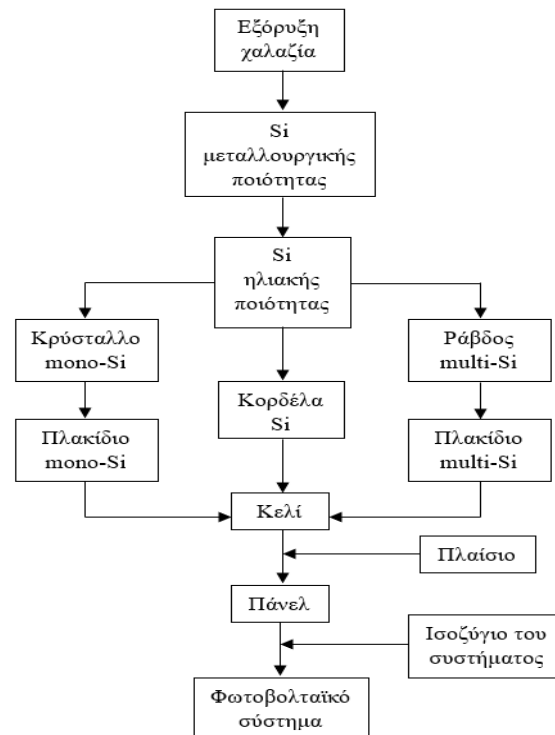 Εξόρυξη
χαλαζία
Si
μεταλλουργικής
ποιότητας
Si
ηλιακής
ποιότητας
Κρύσταλλο
mono-Si
Κορδέλα
Si
Ράβδος
multi-Si
Πλακίδιο
mono-Si
Πλακίδιο
multi-Si
Κελί
Πλαίσιο
Πάνελ
Ισοζύγιο του
συστήματος
Φωτοβολταϊκό
σύστημα